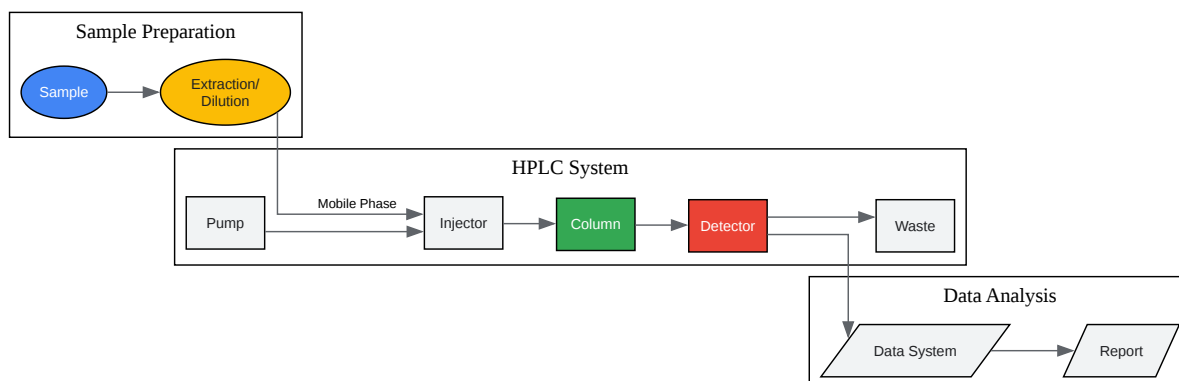 Sample Preparation
Sample
Extraction/
Dilution
HPLC System
Pump
Mobile Phase
Injector
Column
Detector
Waste
Data Analysis
Data System
Report